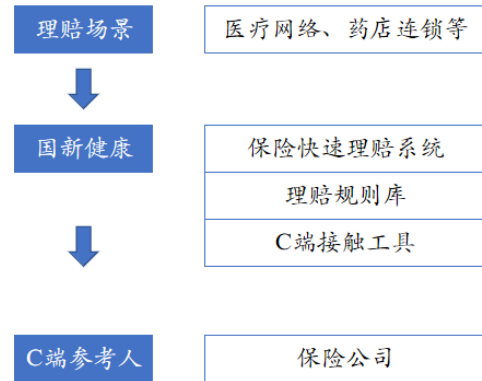 理赔场景
医疗网络、药店连锁等
国新健康
保险快速理赔系统
理赔规则库
C端接触工具
C端参考人
保险公司